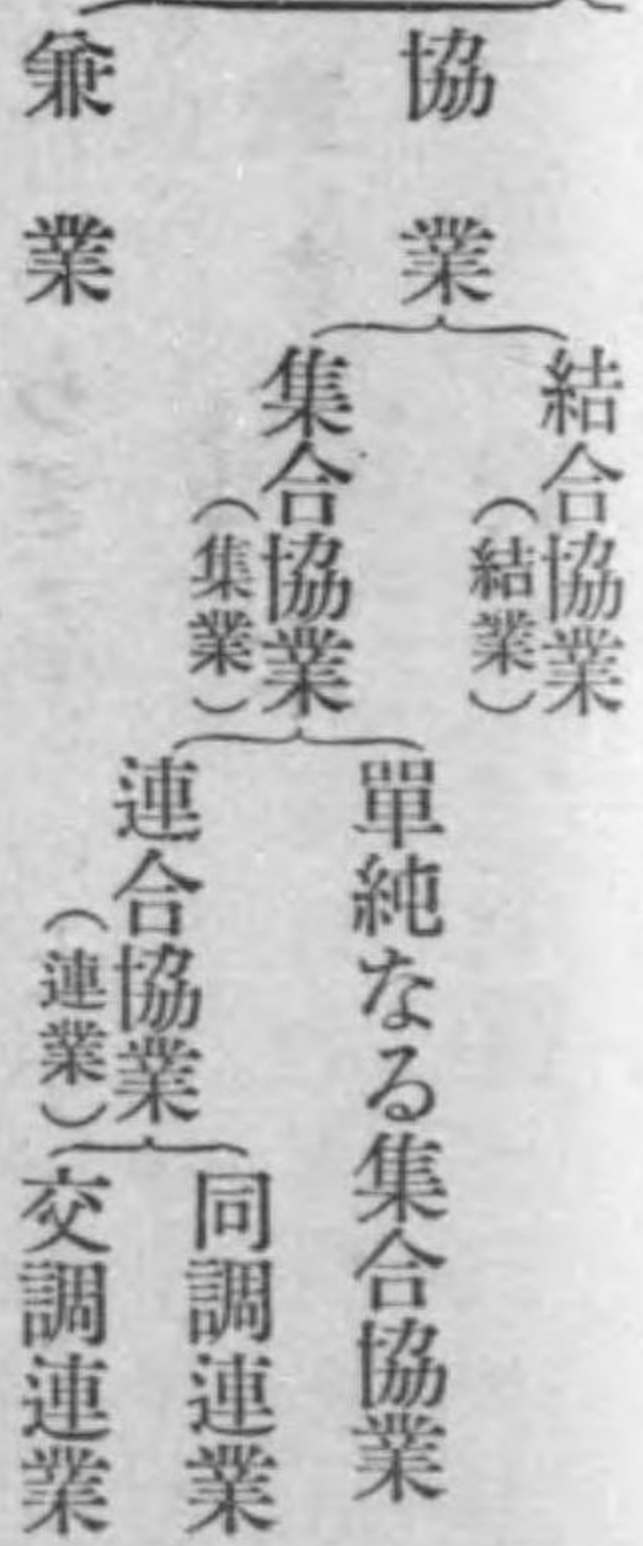 協業
結合協業
（結業）
集合協業
（集業）
單純なる集合協業
連合協業
（連業）
同調連業
交調連業
兼業